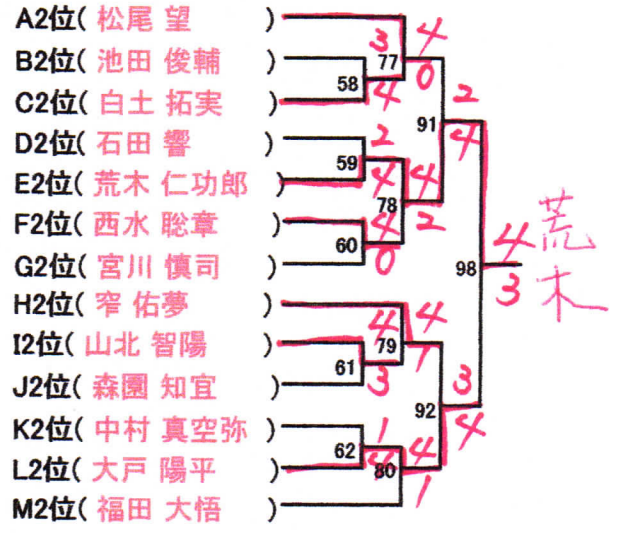 A2位( 松尾 望 )
3 77 4
B2位( 池田 俊輔 )
58 0
C2位( 白土 拓実 )
4 2
91 4
D2位( 石田 響 )
2
59
E2位( 荒木 仁功郎 )
4 78 4
F2位( 西水 聡章 )
4 2
60 0
G2位( 宮川 慎司 )
98 4 3 荒木
H2位( 窄 佑夢 )
4 79 4
I2位( 山北 智陽 )
61 1
J2位( 森園 知宜 )
3 3
92 4
K2位( 中村 真空弥 )
1
62
L2位( 大戸 陽平 )
4 80 4
M2位( 福田 大悟 )
1